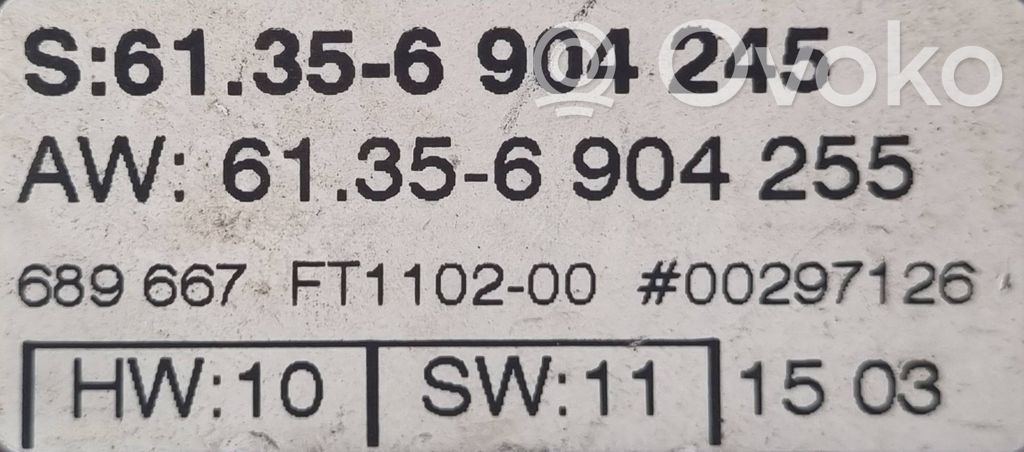 S:61.35-6 904 245
AW: 61.35-6 904 255
689 667 FT1102-00 #00297126
HW:10 SW:11 15 03
Ovoko